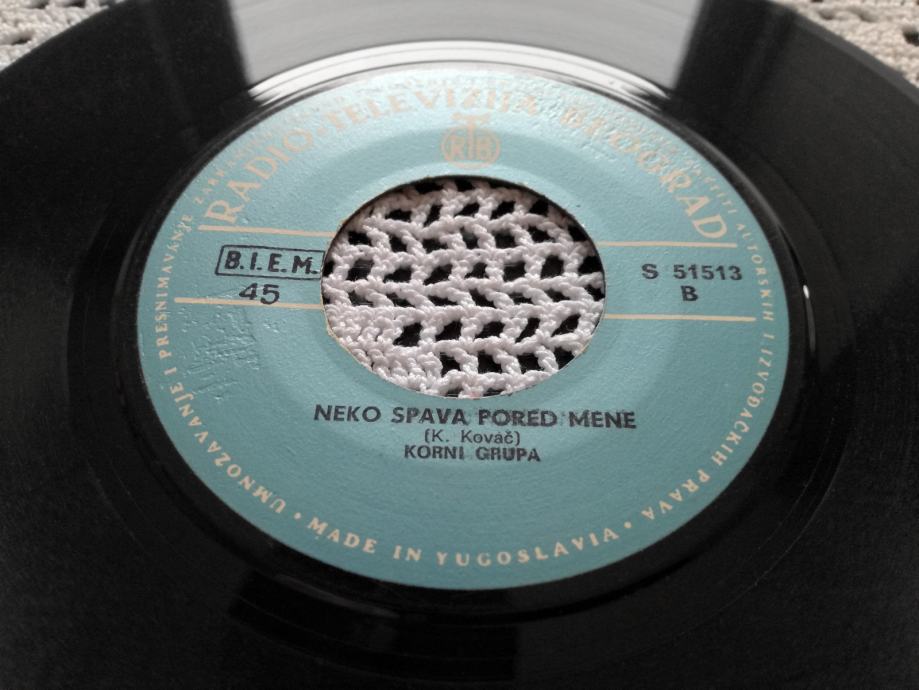 RADIO-TELEVIZIJA BEOGRAD
RTB
B.I.E.M.
45
S 51513
B
NEKO SPAVA PORED MENE
(K. Kovač)
KORNI GRUPA
UMNOŽAVANJE I PRESNIMAVANJE ZABRANJENO
AUTORSKIH I IZVOĐAČKIH PRAVA
• MADE IN YUGOSLAVIA •